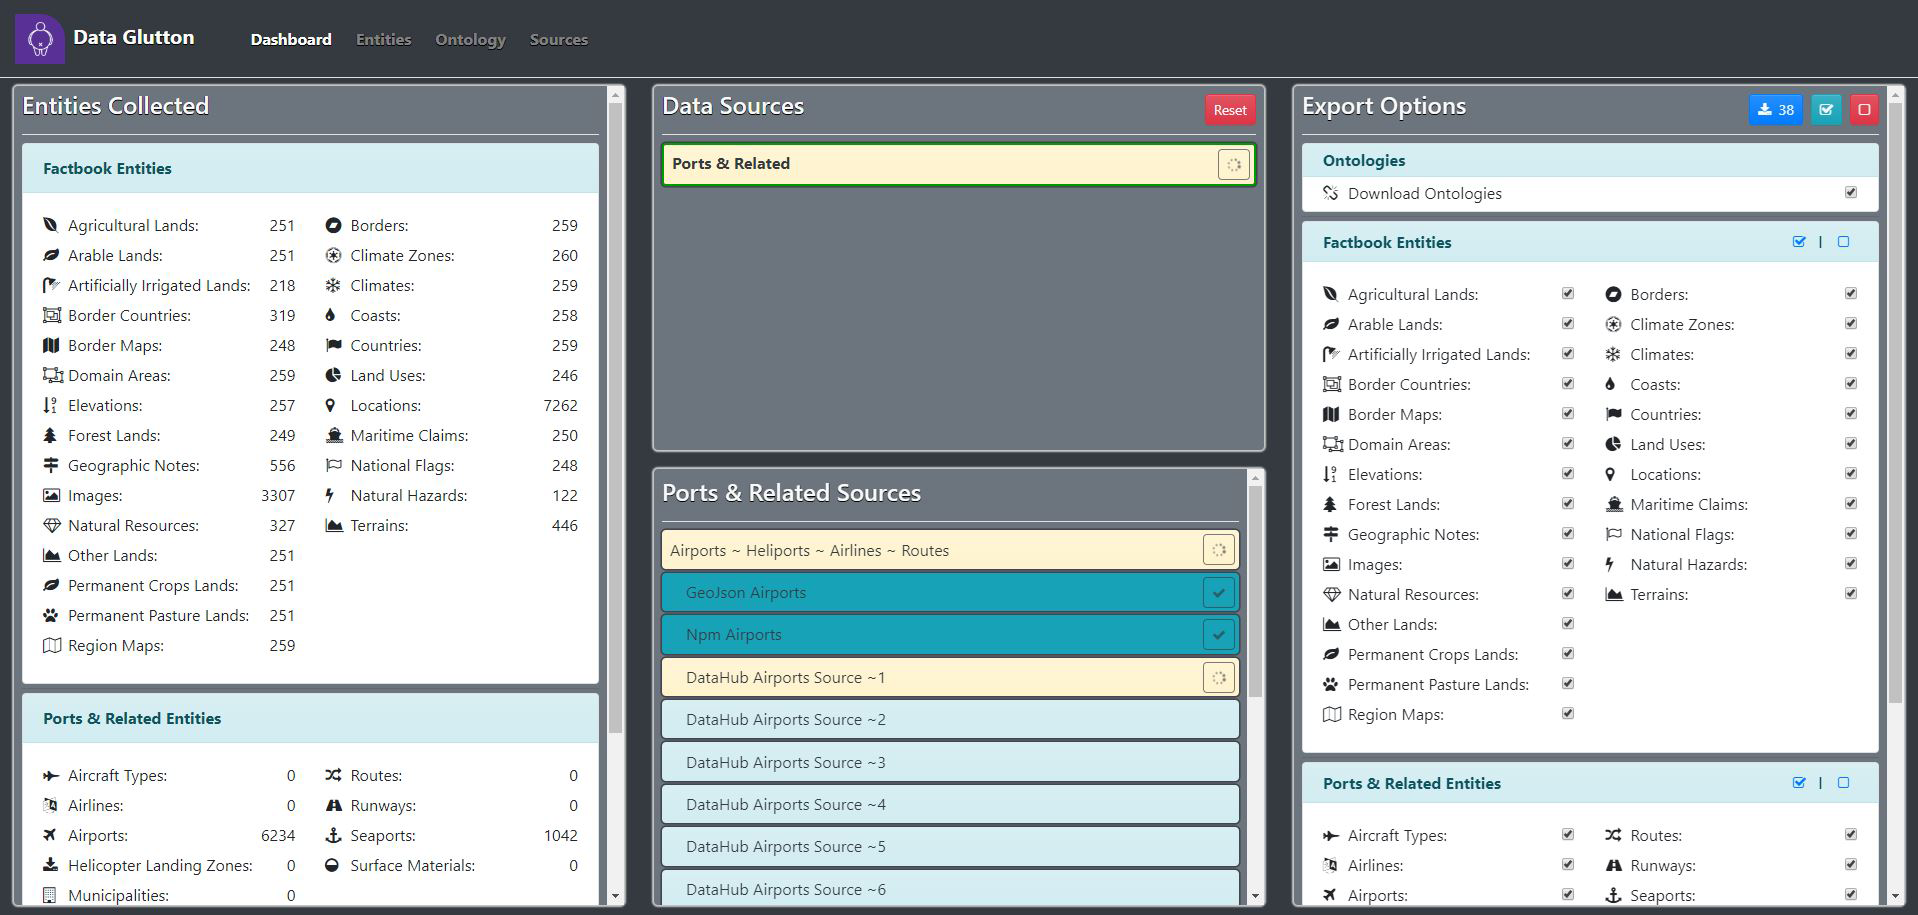 Data Glutton
Dashboard
Entities
Ontology
Sources
Entities Collected
Factbook Entities
Agricultural Lands: 251
Arable Lands: 251
Artificially Irrigated Lands: 218
Border Countries: 319
Border Maps: 248
Domain Areas: 259
Elevations: 257
Forest Lands: 249
Geographic Notes: 556
Images: 3307
Natural Resources: 327
Other Lands: 251
Permanent Crops Lands: 251
Permanent Pasture Lands: 251
Region Maps: 259
Borders: 259
Climate Zones: 260
Climates: 259
Coasts: 258
Countries: 259
Land Uses: 246
Locations: 7262
Maritime Claims: 250
National Flags: 248
Natural Hazards: 122
Terrains: 446
Ports & Related Entities
Aircraft Types: 0
Airlines: 0
Airports: 6234
Helicopter Landing Zones: 0
Municipalities: 0
Routes: 0
Runways: 0
Seaports: 1042
Surface Materials: 0
Data Sources
Reset
Ports & Related
Ports & Related Sources
Airports ~ Heliports ~ Airlines ~ Routes
GeoJson Airports
Npm Airports
DataHub Airports Source ~1
DataHub Airports Source ~2
DataHub Airports Source ~3
DataHub Airports Source ~4
DataHub Airports Source ~5
DataHub Airports Source ~6
Export Options
38
Ontologies
Download Ontologies
Factbook Entities
|
Agricultural Lands:
Arable Lands:
Artificially Irrigated Lands:
Border Countries:
Border Maps:
Domain Areas:
Elevations:
Forest Lands:
Geographic Notes:
Images:
Natural Resources:
Other Lands:
Permanent Crops Lands:
Permanent Pasture Lands:
Region Maps:
Borders:
Climate Zones:
Climates:
Coasts:
Countries:
Land Uses:
Locations:
Maritime Claims:
National Flags:
Natural Hazards:
Terrains:
Ports & Related Entities
|
Aircraft Types:
Airlines:
Airports:
Routes:
Runways:
Seaports: